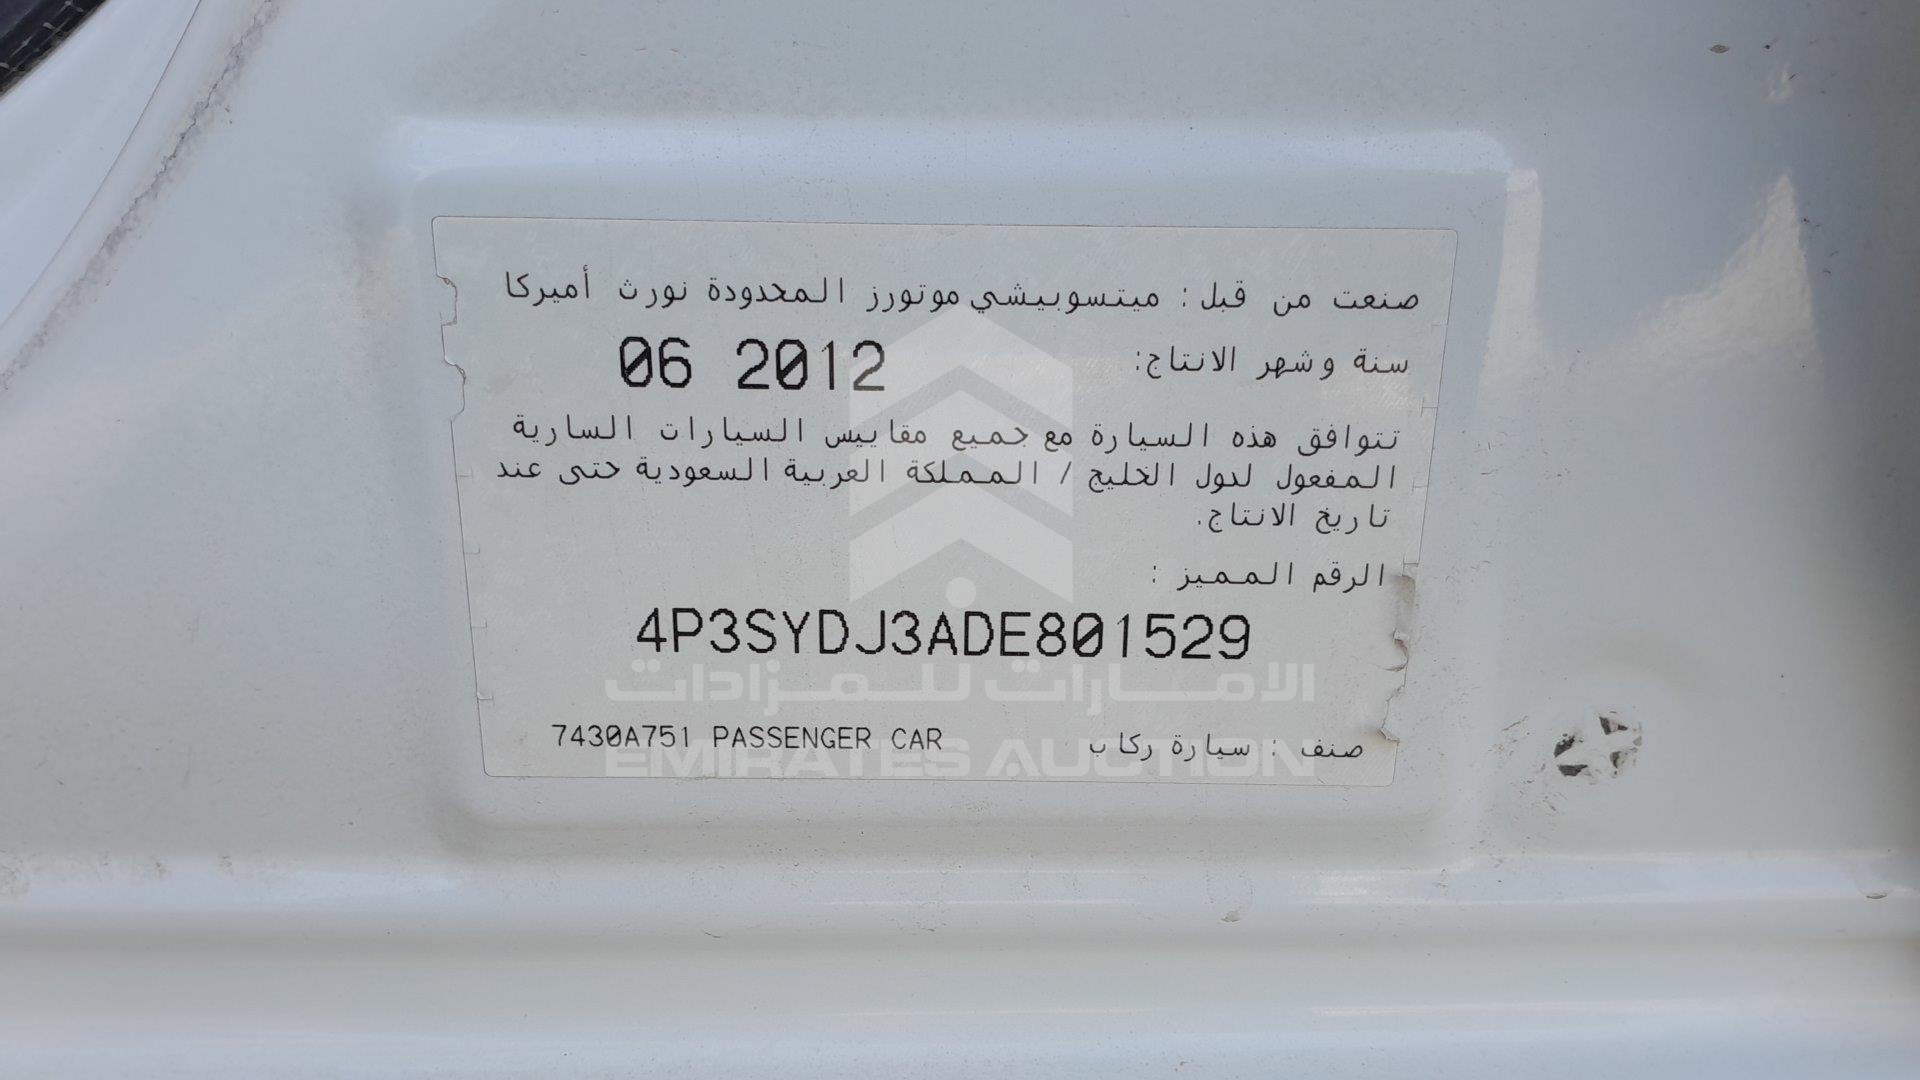 صنعت من قبل : ميتسوبيشي موتورز المحدودة نورث أميركا
سنة وشهر الانتاج: 06 2012
تتوافق هذه السيارة مع جميع مقاييس السيارات السارية
المفعول لدول الخليج / المملكة العربية السعودية حتى عند
تاريخ الانتاج.
الرقم المميز :
4P3SYDJ3ADE801529
الامارات للمزادات
صنف : سيارة ركاب 7430A751 PASSENGER CAR
EMIRATES AUCTION